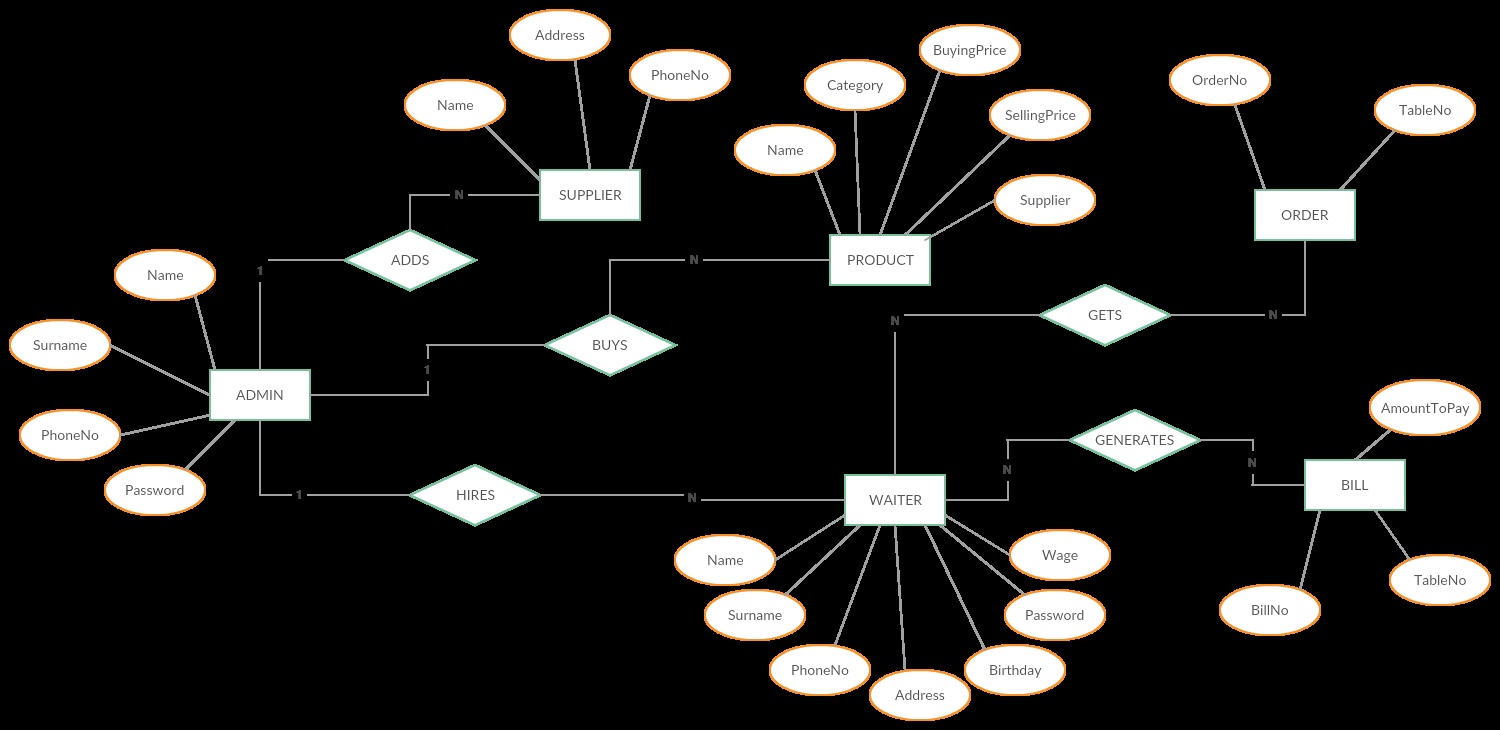 Address
BuyingPrice
PhoneNo
OrderNo
Category
Name
TableNo
SellingPrice
Name
SUPPLIER
N
Supplier
ORDER
ADDS
N
PRODUCT
1
Name
GETS
N
N
Surname
BUYS
1
ADMIN
AmountToPay
PhoneNo
GENERATES
N
N
Password
1
HIRES
N
WAITER
BILL
Name
Wage
TableNo
Surname
Password
BillNo
PhoneNo
Birthday
Address